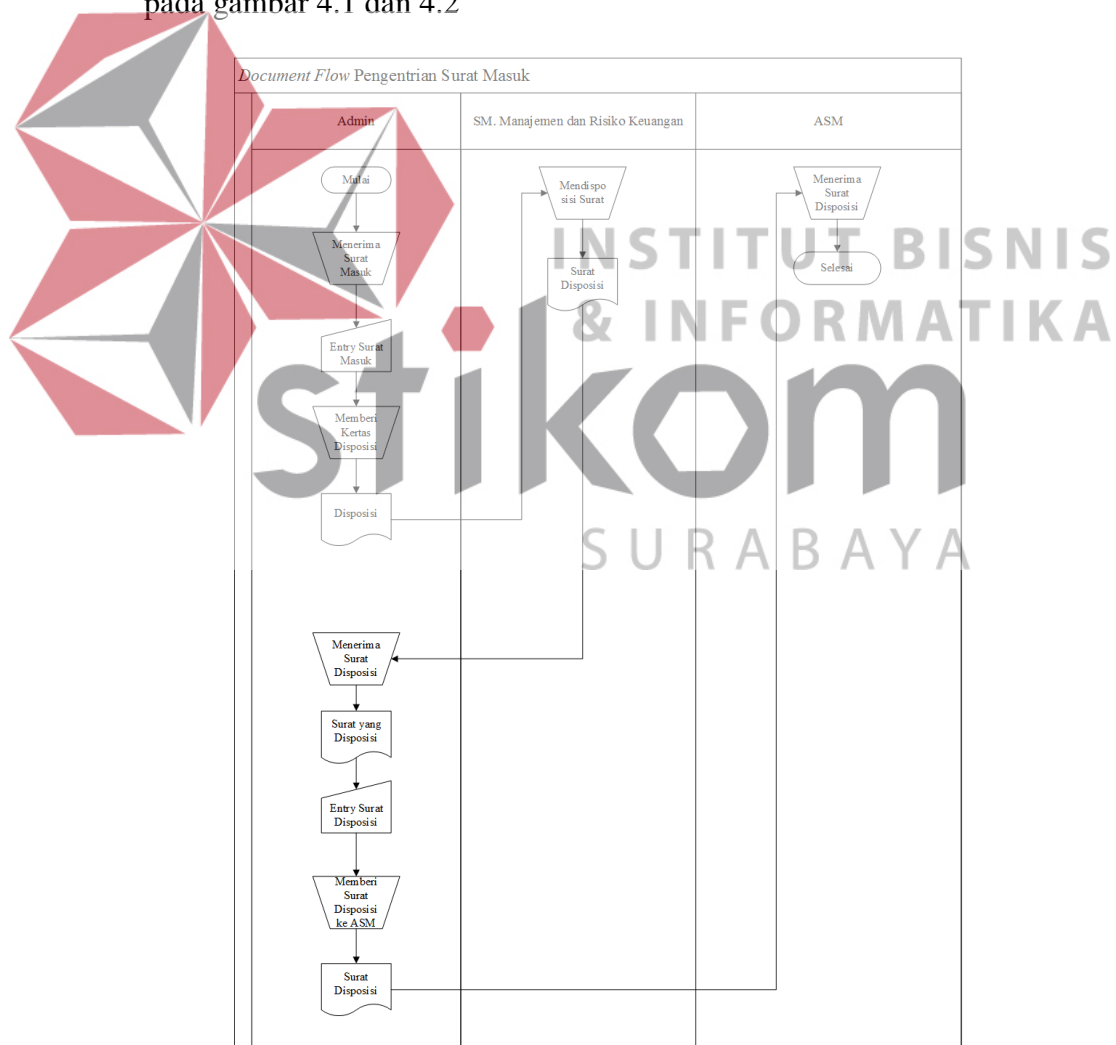 pada gambar 4.1 dan 4.2
Document Flow Pengentrian Surat Masuk
Admin
SM. Manajemen dan Risiko Keuangan
ASM
Mulai
Menerima
Surat
Masuk
Entry Surat
Masuk
Memberi
Kertas
Disposisi
Disposisi
Mendispo
sisi Surat
Surat
Disposisi
Menerima
Surat
Disposisi
Selesai
INSTITUT BISNIS
& INFORMATIKA
stikom
SURABAYA
Menerima
Surat
Disposisi
Surat yang
Disposisi
Entry Surat
Disposisi
Memberi
Surat
Disposisi
ke ASM
Surat
Disposisi